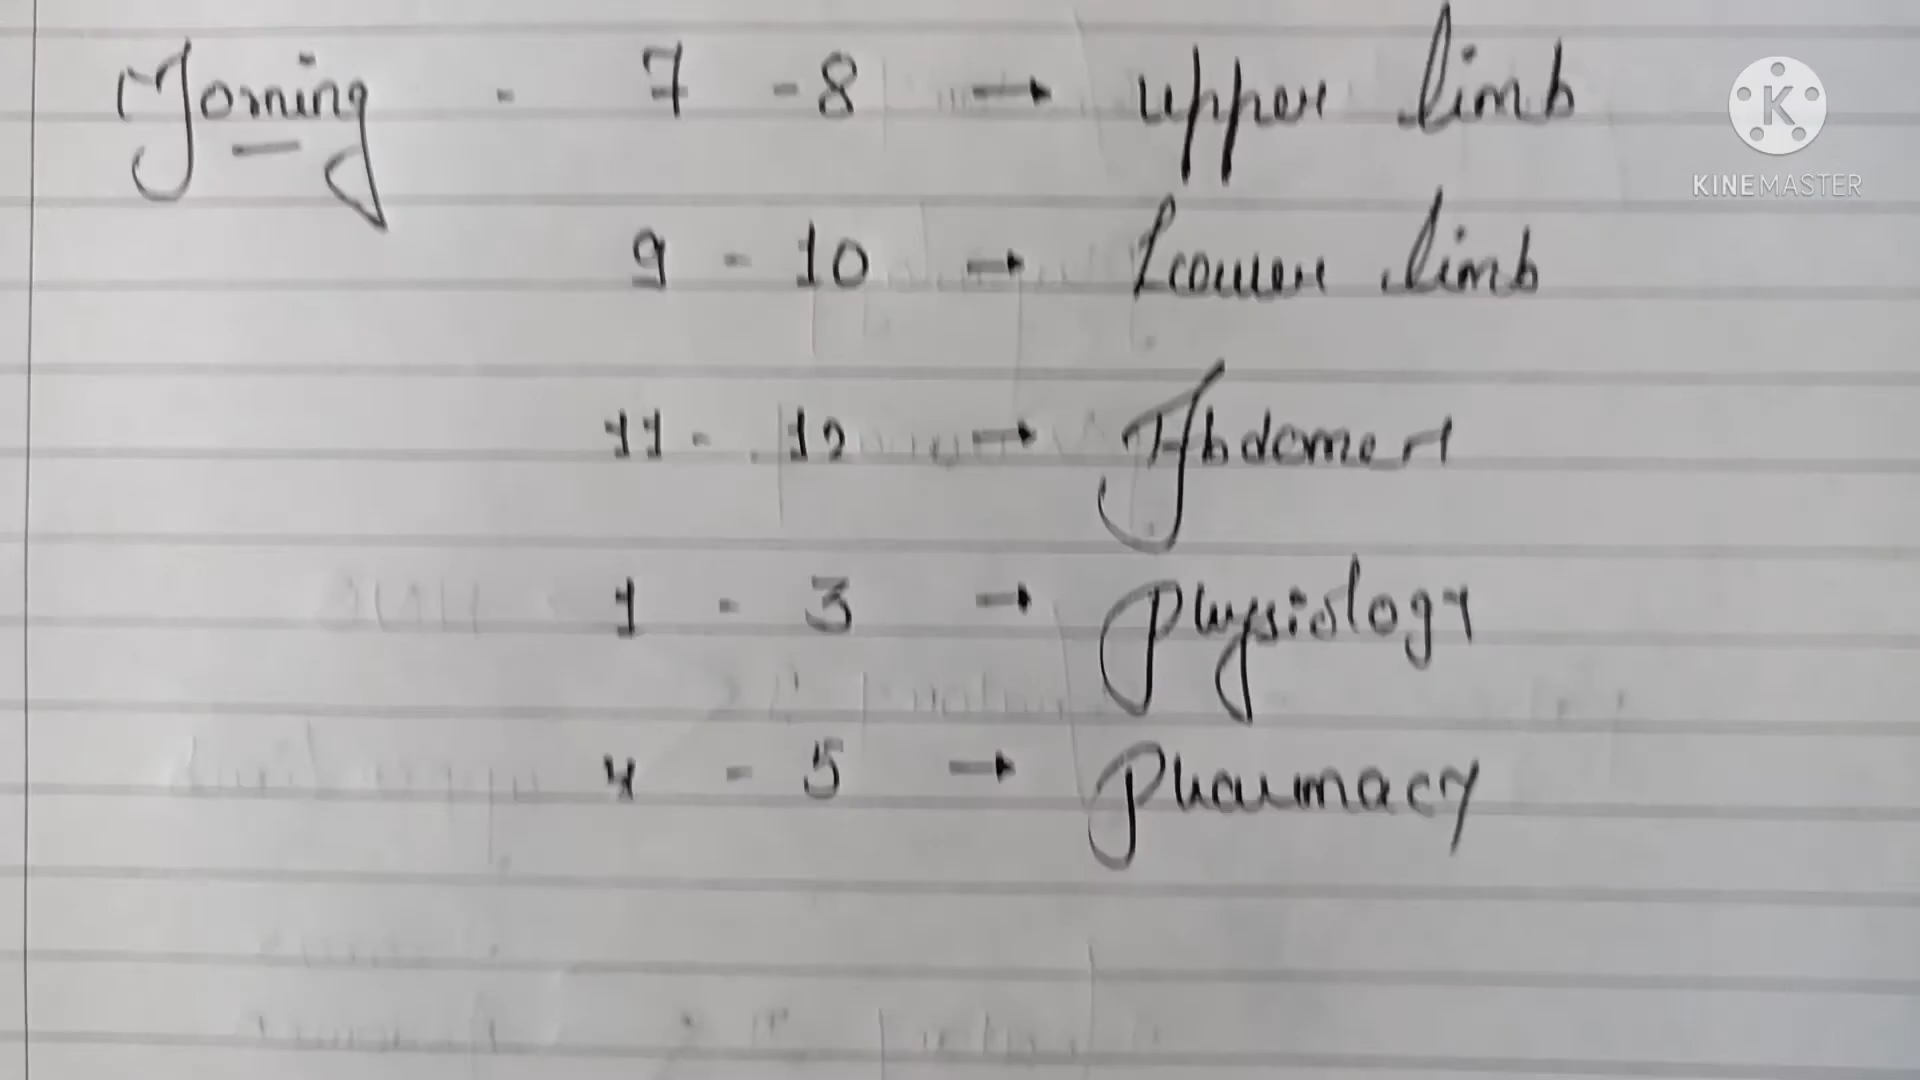 Morning - 7 - 8 → upper limb
K
KINEMASTER
9 - 10 → Lower limb
11 - 12 → Abdomen
1 - 3 → physiology
4 - 5 → pharmacy